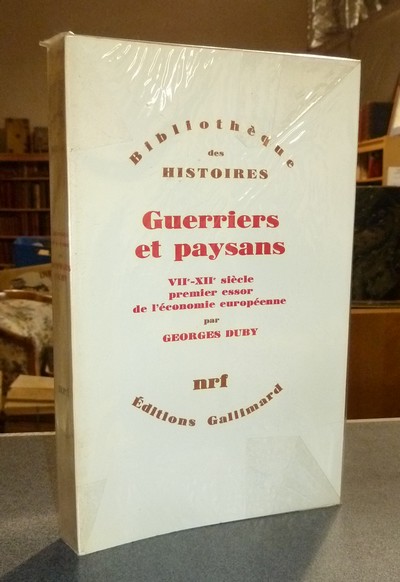 Bibliothèque
des
HISTOIRES
Guerriers
et paysans
VIIe-XIIe siècle
premier essor
de l'économie européenne
par
GEORGES DUBY
nrf
Éditions Gallimard
nrf